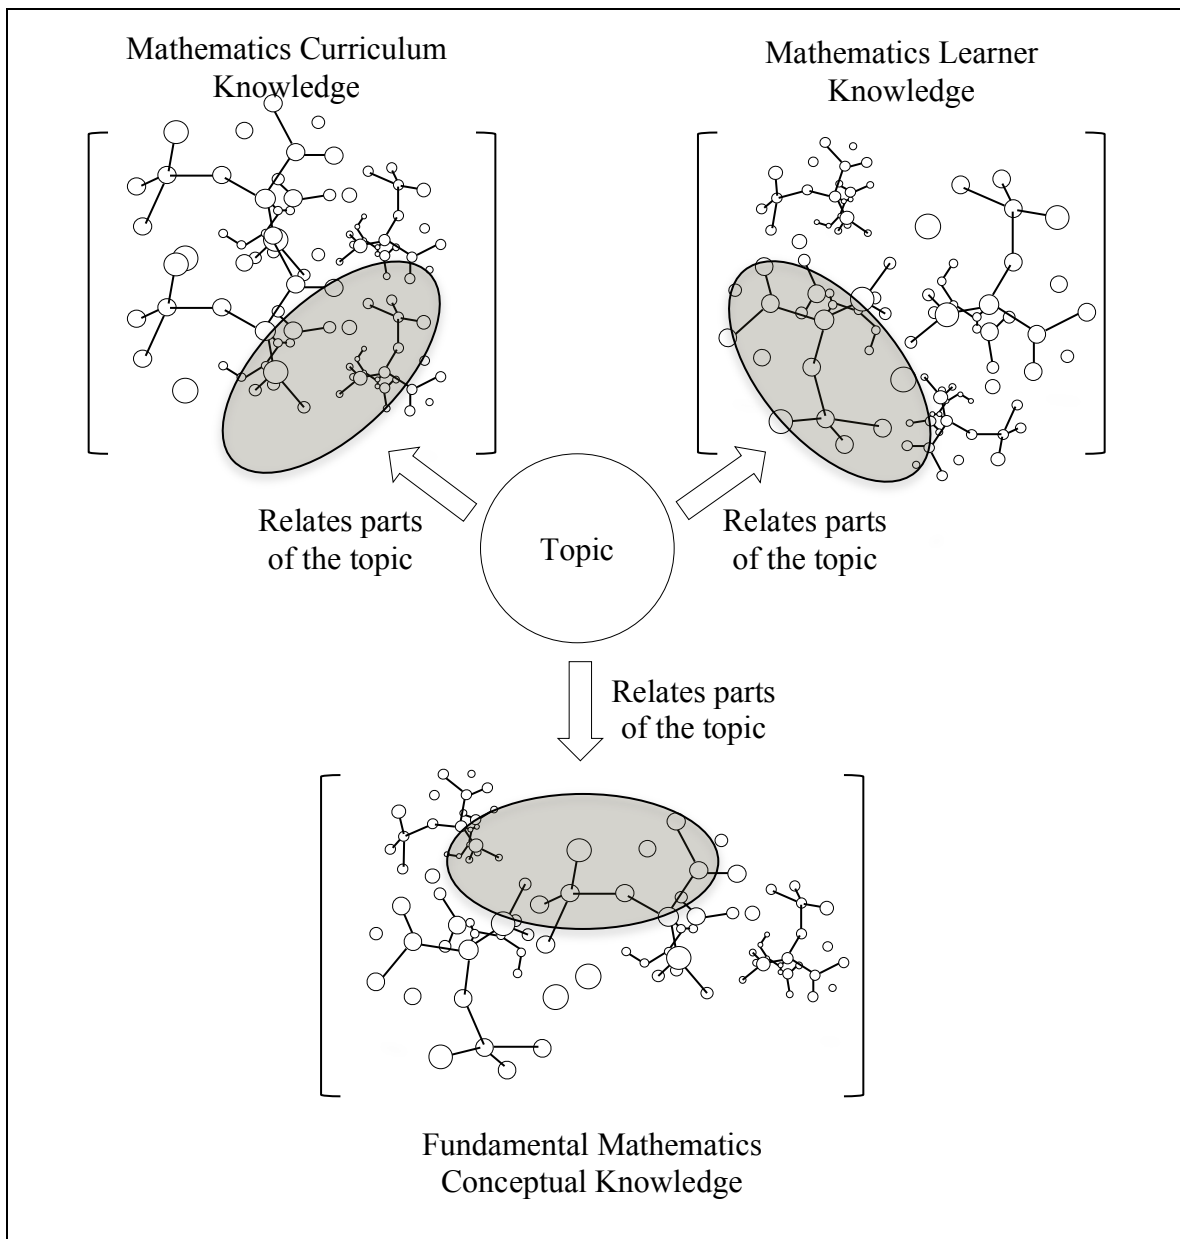 Mathematics Curriculum
Knowledge
Mathematics Learner
Knowledge
Relates parts
of the topic
Topic
Relates parts
of the topic
Relates parts
of the topic
Fundamental Mathematics
Conceptual Knowledge